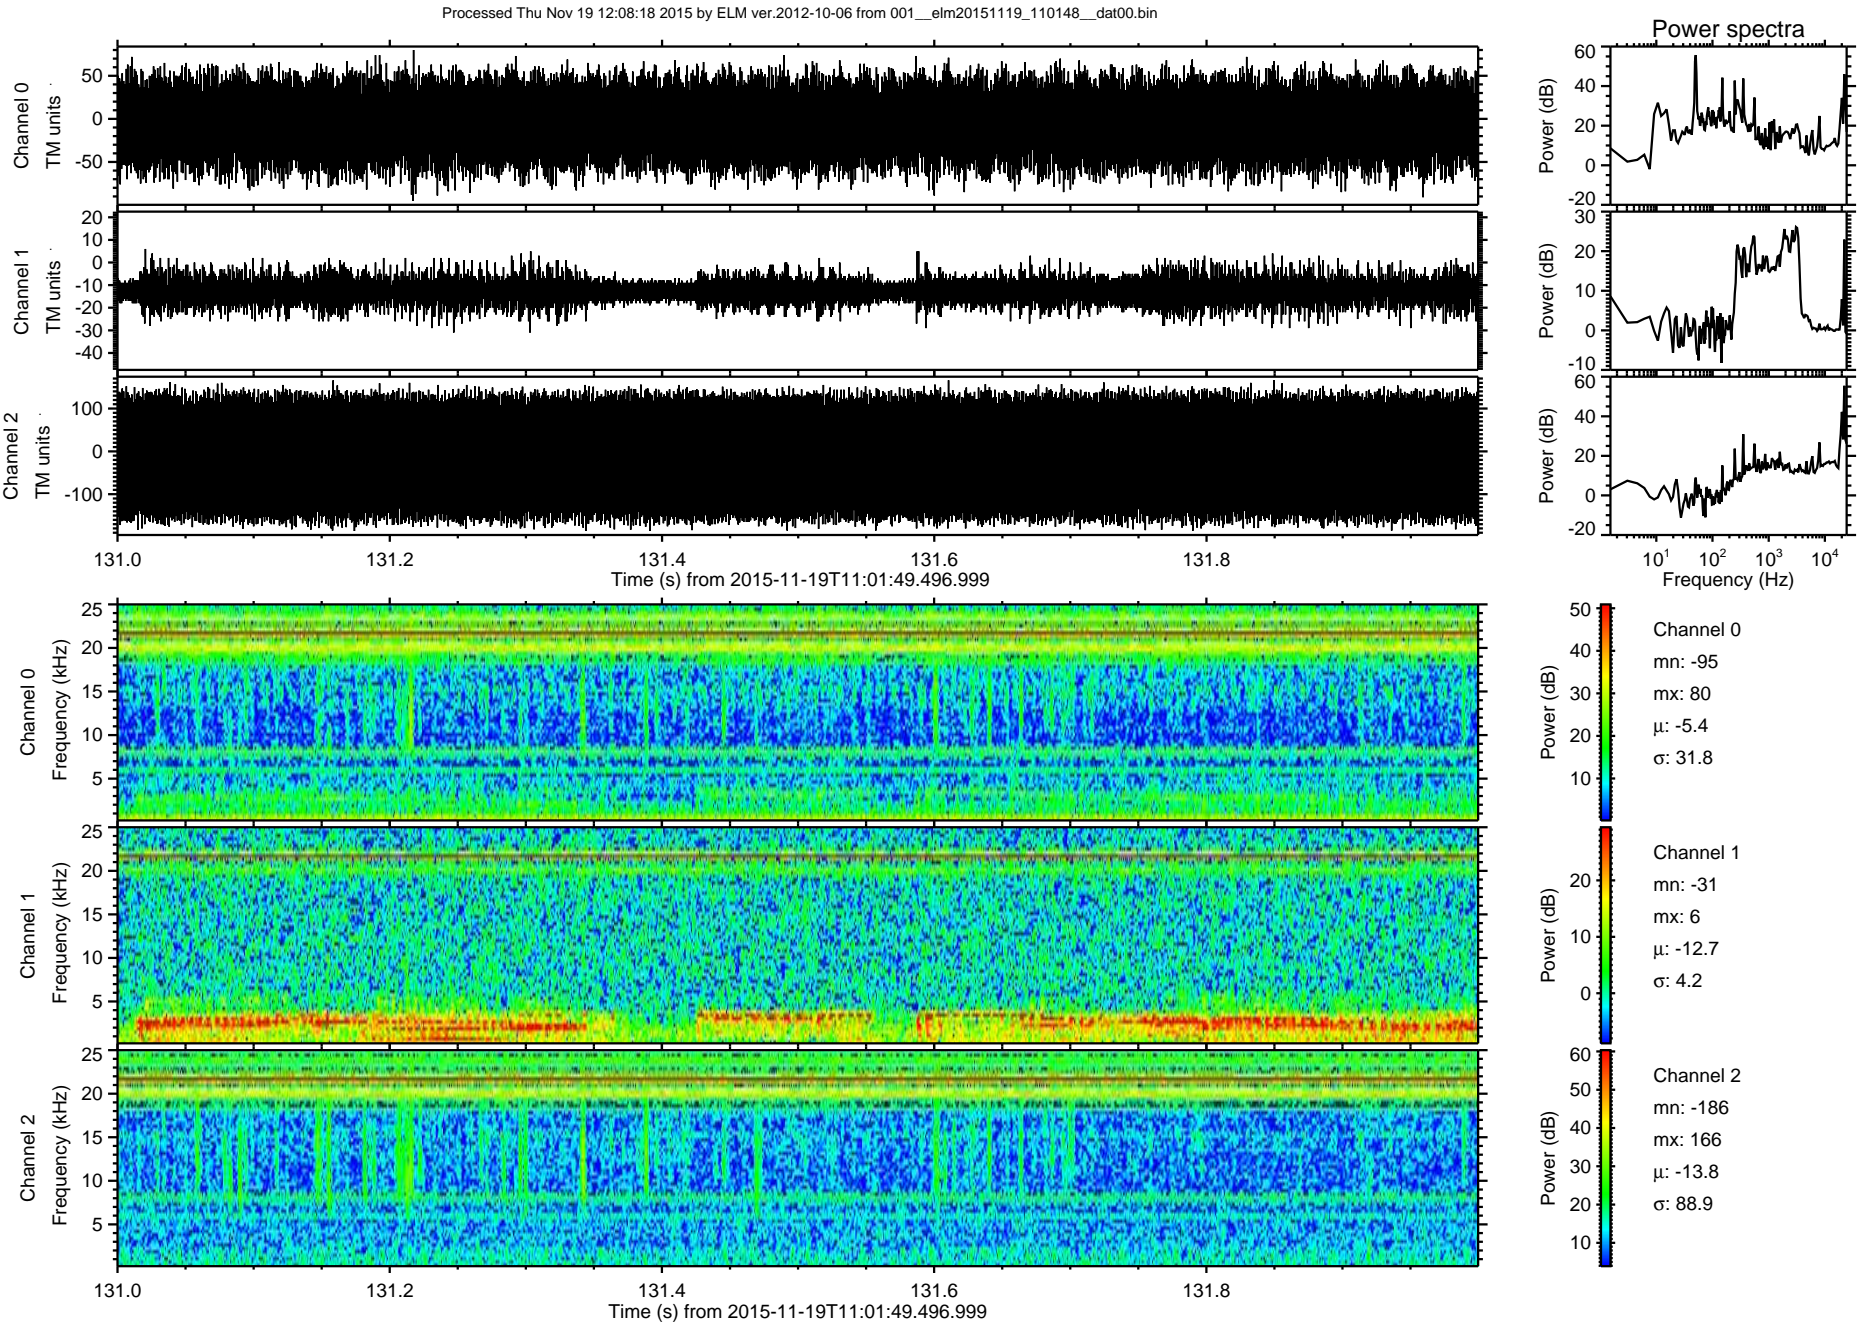 Processed Thu Nov 19 12:08:18 2015 by ELM ver.2012-10-06 from 001__elm20151119_110148__dat00.bin
Power spectra
Channel 0
TM units
50
0
-50
Power (dB)
60
40
20
0
-20
Channel 1
TM units
20
10
0
-10
-20
-30
-40
Power (dB)
30
20
10
0
-10
Channel 2
TM units
100
0
-100
Power (dB)
60
40
20
0
-20
131.0 131.2 131.4 131.6 131.8
Time (s) from 2015-11-19T11:01:49.496.999
10¹ 10² 10³ 10⁴
Frequency (Hz)
Channel 0
Frequency (kHz)
25
20
15
10
5
Power (dB)
50
40
30
20
10
Channel 0
mn: -95
mx: 80
μ: -5.4
σ: 31.8
Channel 1
Frequency (kHz)
25
20
15
10
5
Power (dB)
20
10
0
Channel 1
mn: -31
mx: 6
μ: -12.7
σ: 4.2
Channel 2
Frequency (kHz)
25
20
15
10
5
Power (dB)
60
50
40
30
20
10
Channel 2
mn: -186
mx: 166
μ: -13.8
σ: 88.9
131.0 131.2 131.4 131.6 131.8
Time (s) from 2015-11-19T11:01:49.496.999